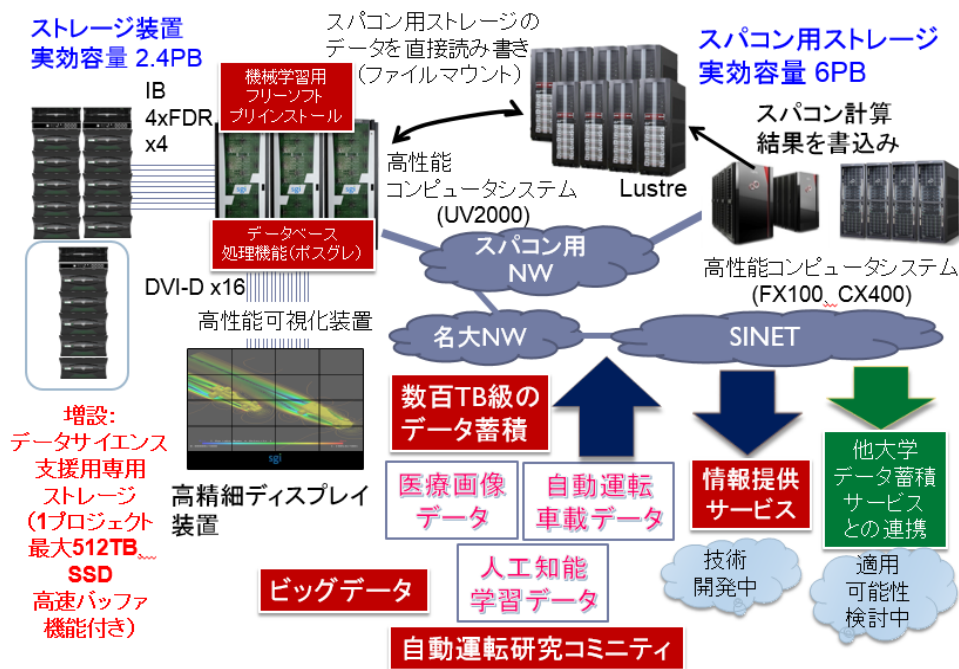 ストレージ装置
実効容量 2.4PB
IB
4xFDR
x4
機械学習用
フリーソフト
プリインストール
スパコン用ストレージの
データを直接読み書き
(ファイルマウント)
スパコン用ストレージ
実効容量 6PB
スパコン計算
結果を書込み
Lustre
sgi
sgi
データベース
処理機能(ポスグレ)
高性能
コンピュータシステム
(UV2000)
スパコン用
NW
高性能コンピュータシステム
(FX100、CX400)
DVI-D x16
高性能可視化装置
名大NW
SINET
sgi
高精細ディスプレイ
装置
増設:
データサイエンス
支援用専用
ストレージ
(1プロジェクト
最大512TB、
SSD
高速バッファ
機能付き)
数百TB級の
データ蓄積
医療画像
データ
自動運転
車載データ
人工知能
学習データ
ビッグデータ
自動運転研究コミニティ
情報提供
サービス
技術
開発中
他大学
データ蓄積
サービス
との連携
適用
可能性
検討中